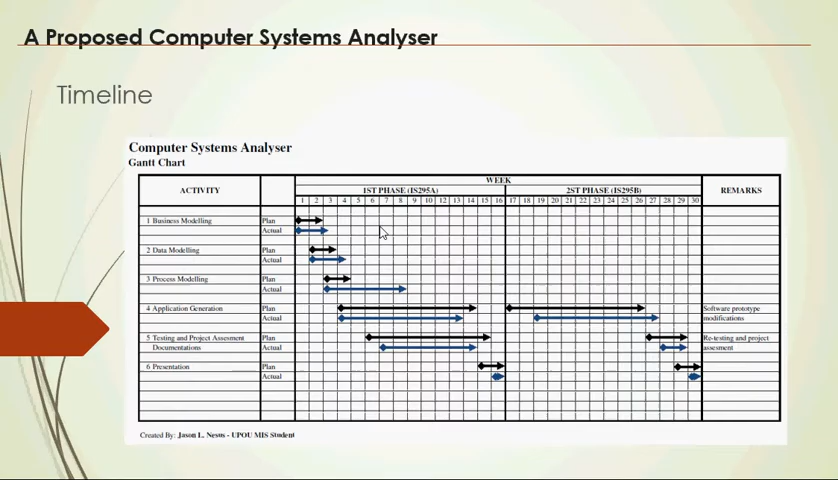 A Proposed Computer Systems Analyser
Timeline
Computer Systems Analyser
Gantt Chart
WEEK
ACTIVITY 1ST PHASE (IS295A) 2ST PHASE (IS295B) REMARKS
1 2 3 4 5 6 7 8 9 10 11 12 13 14 15 16 17 18 19 20 21 22 23 24 25 26 27 28 29 30
1 Business Modelling Plan
Actual
2 Data Modelling Plan
Actual
3 Process Modelling Plan
Actual
4 Application Generation Plan Software prototype
Actual modifications
5 Testing and Project Assesment Plan Re-testing and project
Documentations Actual assesment
6 Presentation Plan
Actual
Created By: Jason L. Nesus - UPOU MIS Student